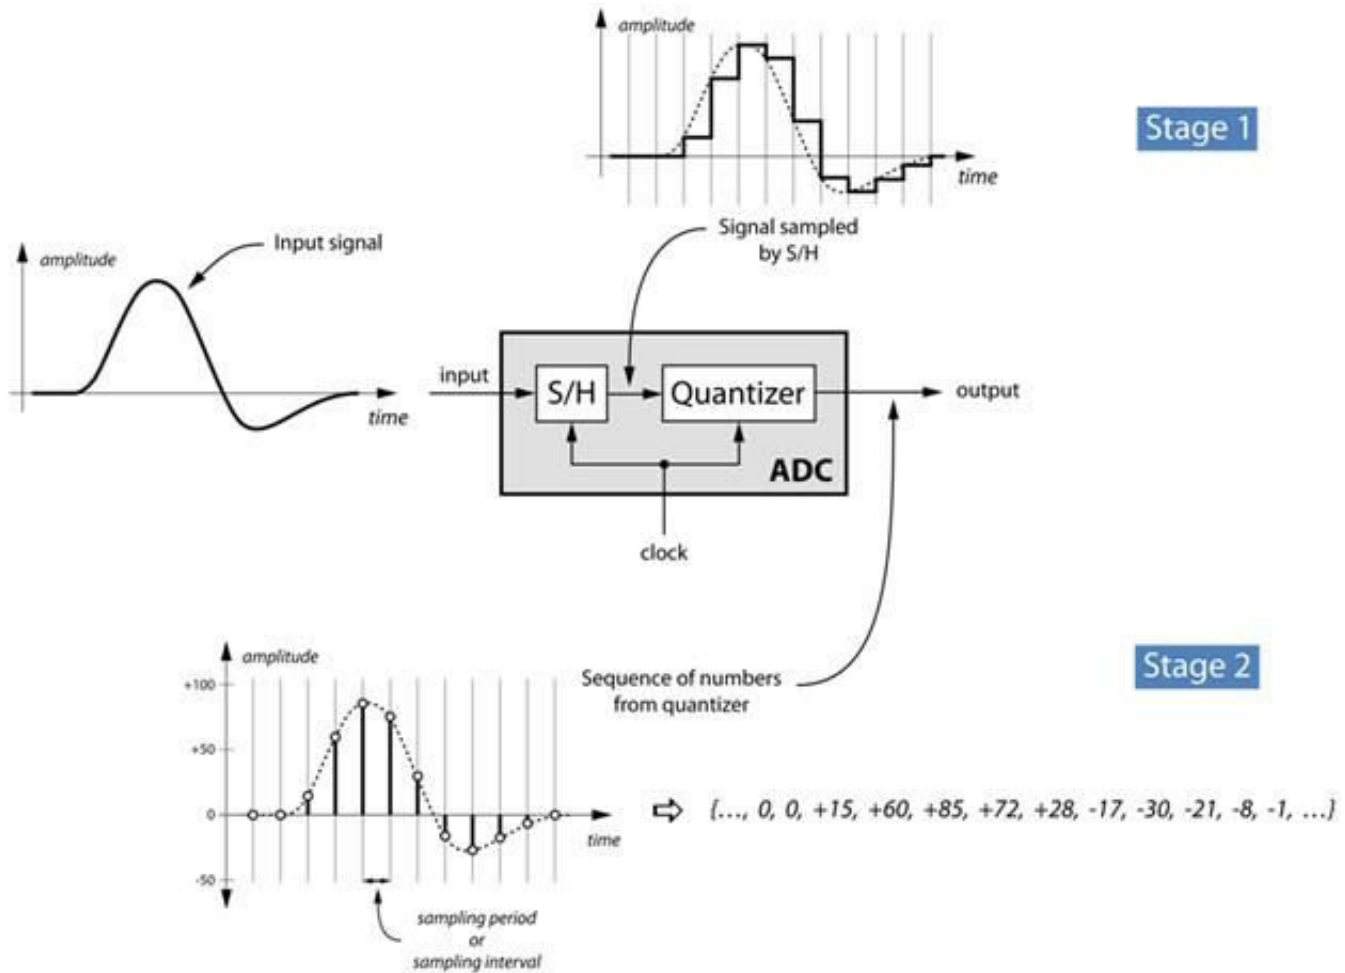 amplitude
Stage 1
time
Signal sampled
by S/H
Input signal
amplitude
time
input
S/H
Quantizer
output
ADC
clock
Stage 2
amplitude
+100
+50
0
-50
time
Sequence of numbers
from quantizer
{..., 0, 0, +15, +60, +85, +72, +28, -17, -30, -21, -8, -1, ...}
sampling period
or
sampling interval